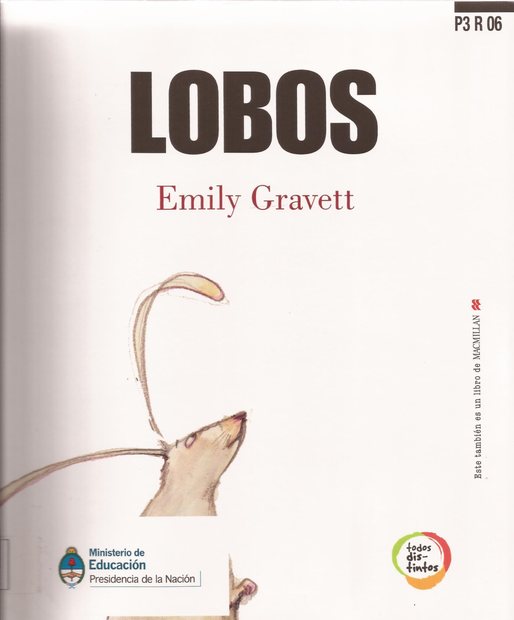 P3 R 06
LOBOS
Emily Gravett
Este también es un libro de MACMILLAN
todos
dis-
tintos
Ministerio de
Educación
Presidencia de la Nación